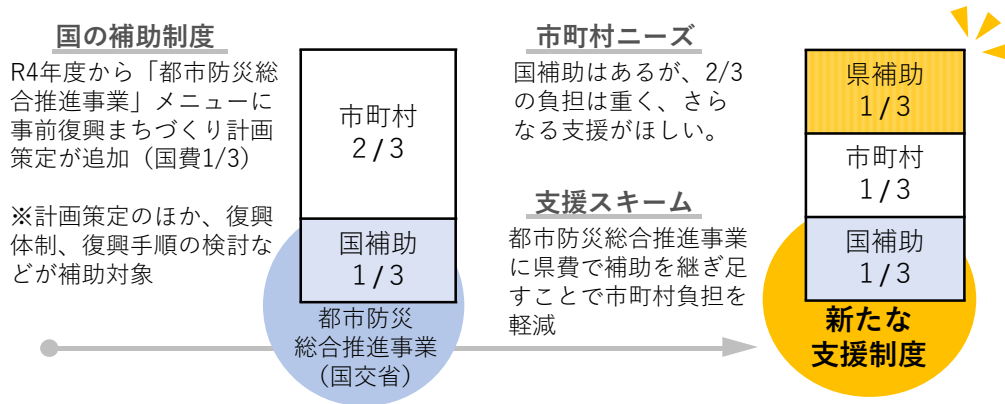 国の補助制度
R4年度から「都市防災総
合推進事業」メニューに
事前復興まちづくり計画
策定が追加（国費1/3）
※計画策定のほか、復興
体制、復興手順の検討な
どが補助対象
市町村
2/3
国補助
1/3
都市防災
総合推進事業
（国交省）
市町村ニーズ
国補助はあるが、2/3
の負担は重く、さら
なる支援がほしい。
支援スキーム
都市防災総合推進事業
に県費で補助を継ぎ足
すことで市町村負担を
軽減
県補助
1/3
市町村
1/3
国補助
1/3
新たな
支援制度